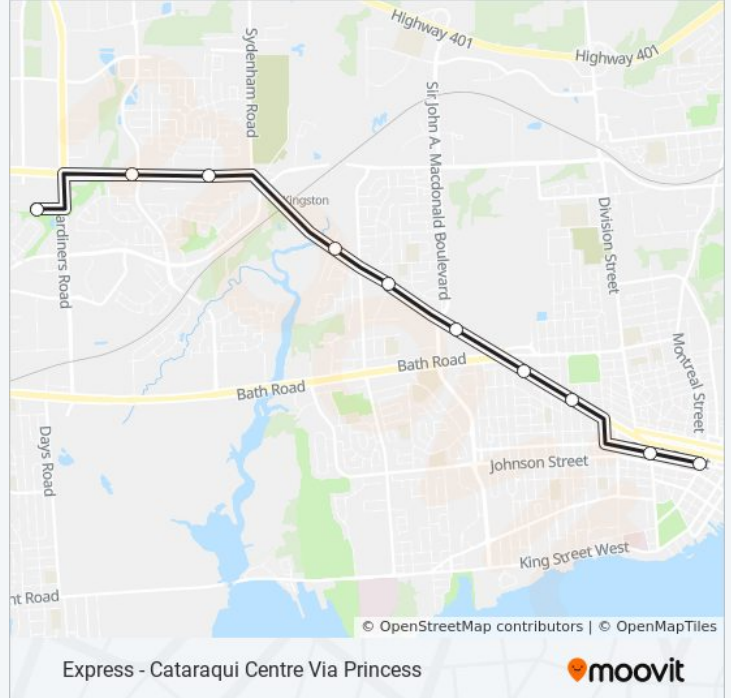 Highway 401
Highway 401
Sydenham Road
Sir John A. Macdonald Boulevard
Kingston
Division Street
ardiners Road
Montreal Street
Bath Road
Bath Road
Days Road
Johnson Street
King Street West
nt Road
© OpenStreetMap contributors | © OpenMapTiles
Express - Cataraqui Centre Via Princess
moovit